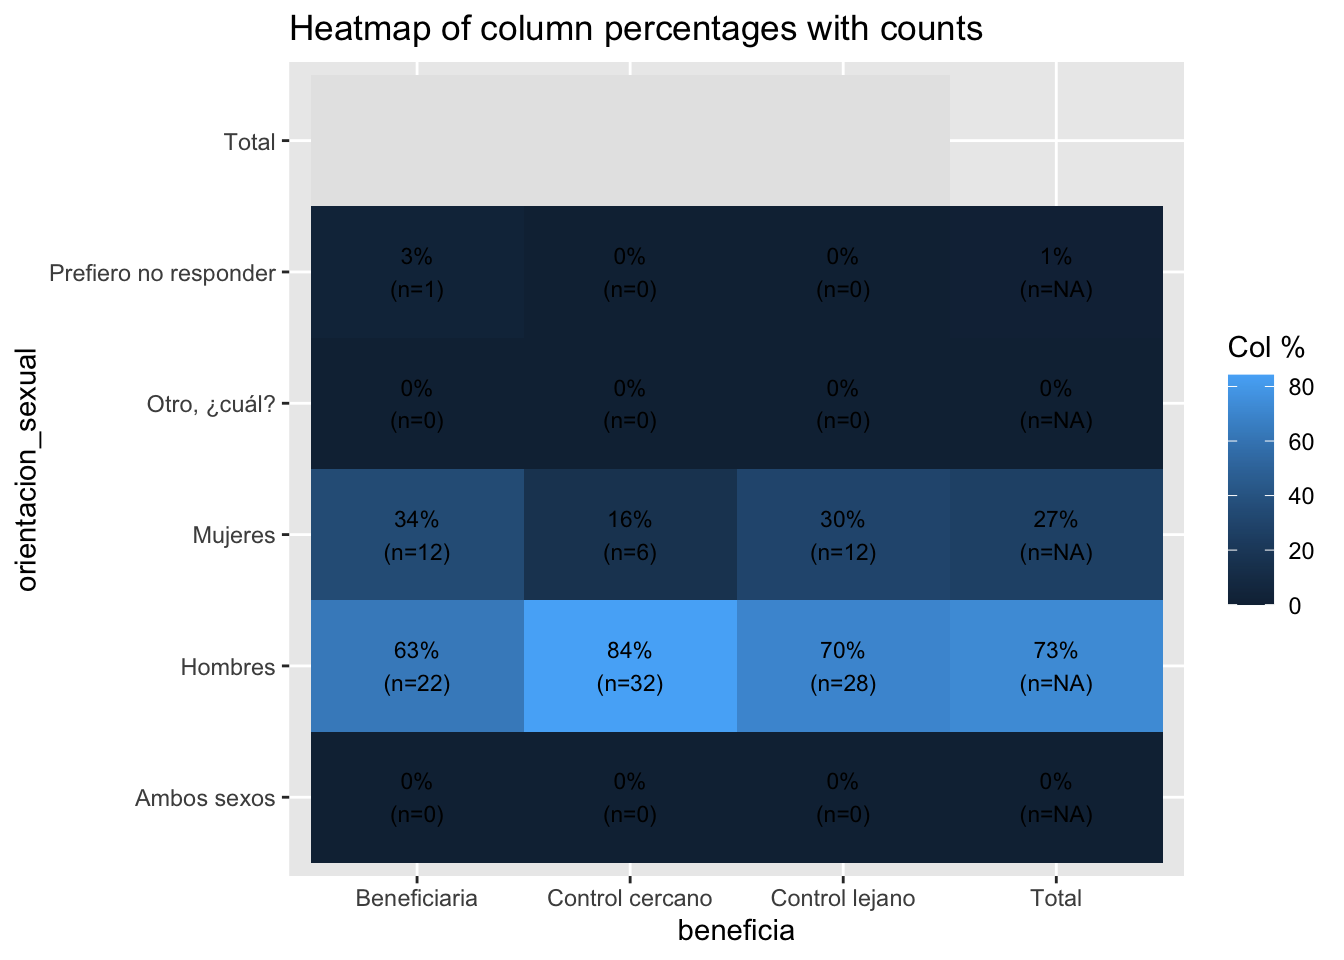 Heatmap of column percentages with counts
orientacion_sexual
Total
Prefiero no responder
3% 0% 0% 1%
(n=1) (n=0) (n=0) (n=NA)
Otro, ¿cuál?
0% 0% 0% 0%
(n=0) (n=0) (n=0) (n=NA)
Mujeres
34% 16% 30% 27%
(n=12) (n=6) (n=12) (n=NA)
Hombres
63% 84% 70% 73%
(n=22) (n=32) (n=28) (n=NA)
Ambos sexos
0% 0% 0% 0%
(n=0) (n=0) (n=0) (n=NA)
Beneficiaria Control cercano Control lejano Total
beneficia
Col %
80
60
40
20
0